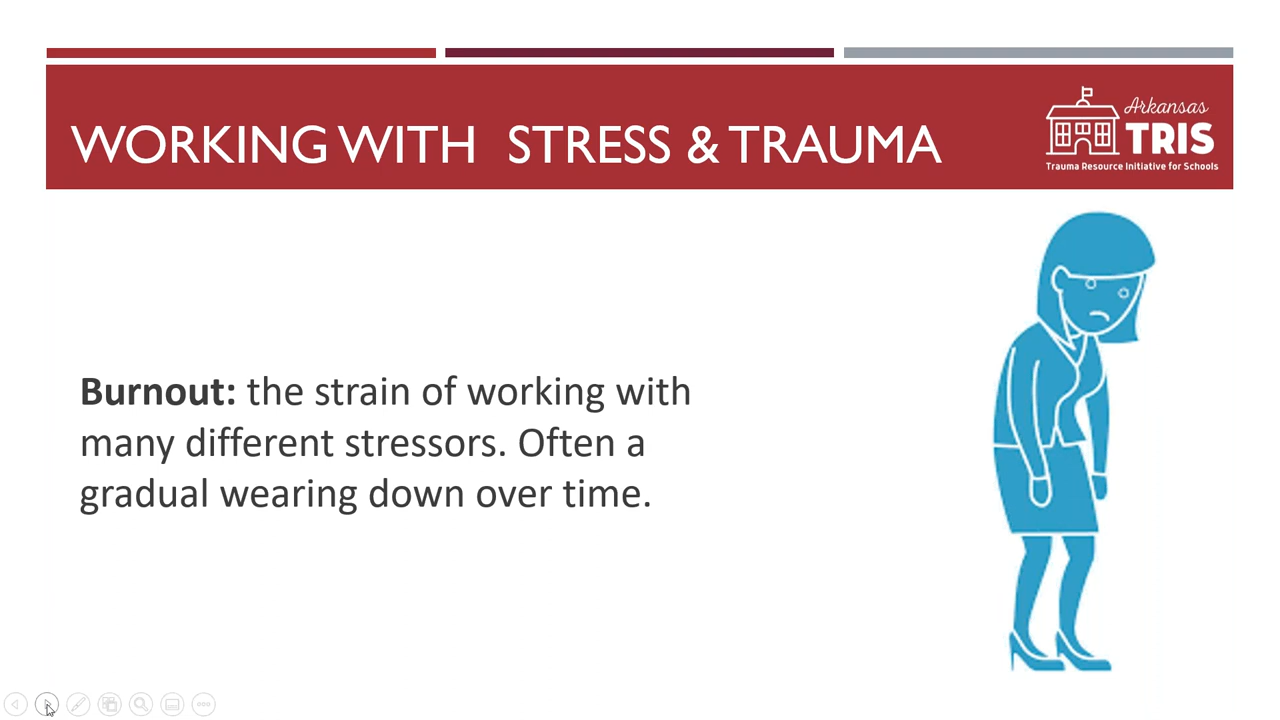 WORKING WITH STRESS & TRAUMA
Arkansas
TRIS
Trauma Resource Initiative for Schools
Burnout: the strain of working with
many different stressors. Often a
gradual wearing down over time.